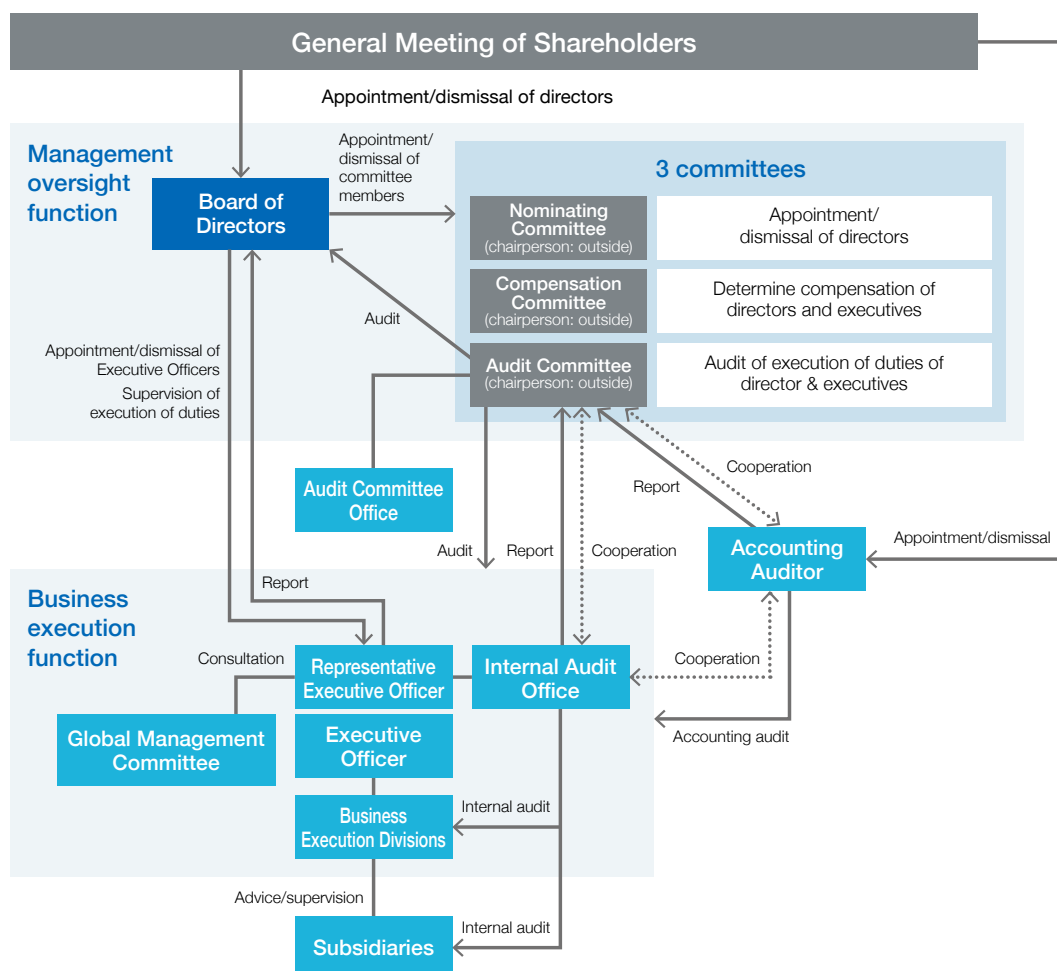 General Meeting of Shareholders
Appointment/dismissal of directors
Management
oversight
function
Appointment/
dismissal of
committee
members
3 committees
Board of
Directors
Nominating
Committee
(chairperson: outside)
Appointment/
dismissal of directors
Compensation
Committee
(chairperson: outside)
Determine compensation of
directors and executives
Audit
Audit Committee
(chairperson: outside)
Audit of execution of duties of
director & executives
Appointment/dismissal of
Executive Officers
Supervision of
execution of duties
Audit Committee
Office
Cooperation
Report
Audit
Report
Cooperation
Accounting
Auditor
Appointment/dismissal
Business
execution
function
Report
Consultation
Representative
Executive Officer
Internal Audit
Office
Cooperation
Global Management
Committee
Executive
Officer
Accounting audit
Business
Execution Divisions
Internal audit
Advice/supervision
Subsidiaries
Internal audit